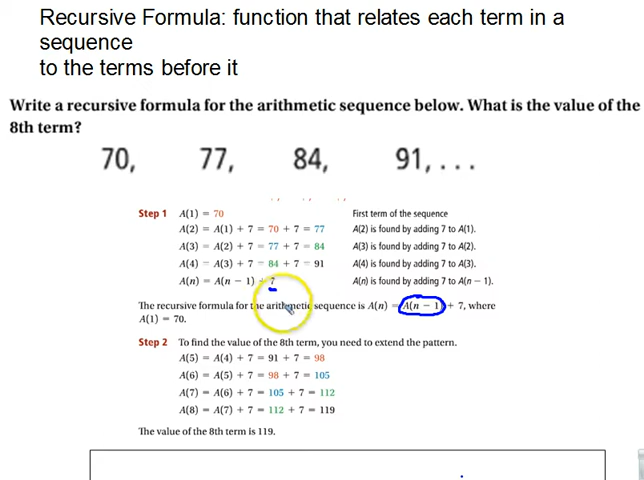 Recursive Formula: function that relates each term in a
sequence
to the terms before it
Write a recursive formula for the arithmetic sequence below. What is the value of the
8th term?
70, 77, 84, 91, . . .
Step 1 A(1) = 70 First term of the sequence
A(2) = A(1) + 7 = 70 + 7 = 77 A(2) is found by adding 7 to A(1).
A(3) = A(2) + 7 = 77 + 7 = 84 A(3) is found by adding 7 to A(2).
A(4) = A(3) + 7 = 84 + 7 = 91 A(4) is found by adding 7 to A(3).
A(n) = A(n − 1) + 7 A(n) is found by adding 7 to A(n − 1).
The recursive formula for the arithmetic sequence is A(n) = A(n − 1) + 7, where
A(1) = 70.
Step 2 To find the value of the 8th term, you need to extend the pattern.
A(5) = A(4) + 7 = 91 + 7 = 98
A(6) = A(5) + 7 = 98 + 7 = 105
A(7) = A(6) + 7 = 105 + 7 = 112
A(8) = A(7) + 7 = 112 + 7 = 119
The value of the 8th term is 119.